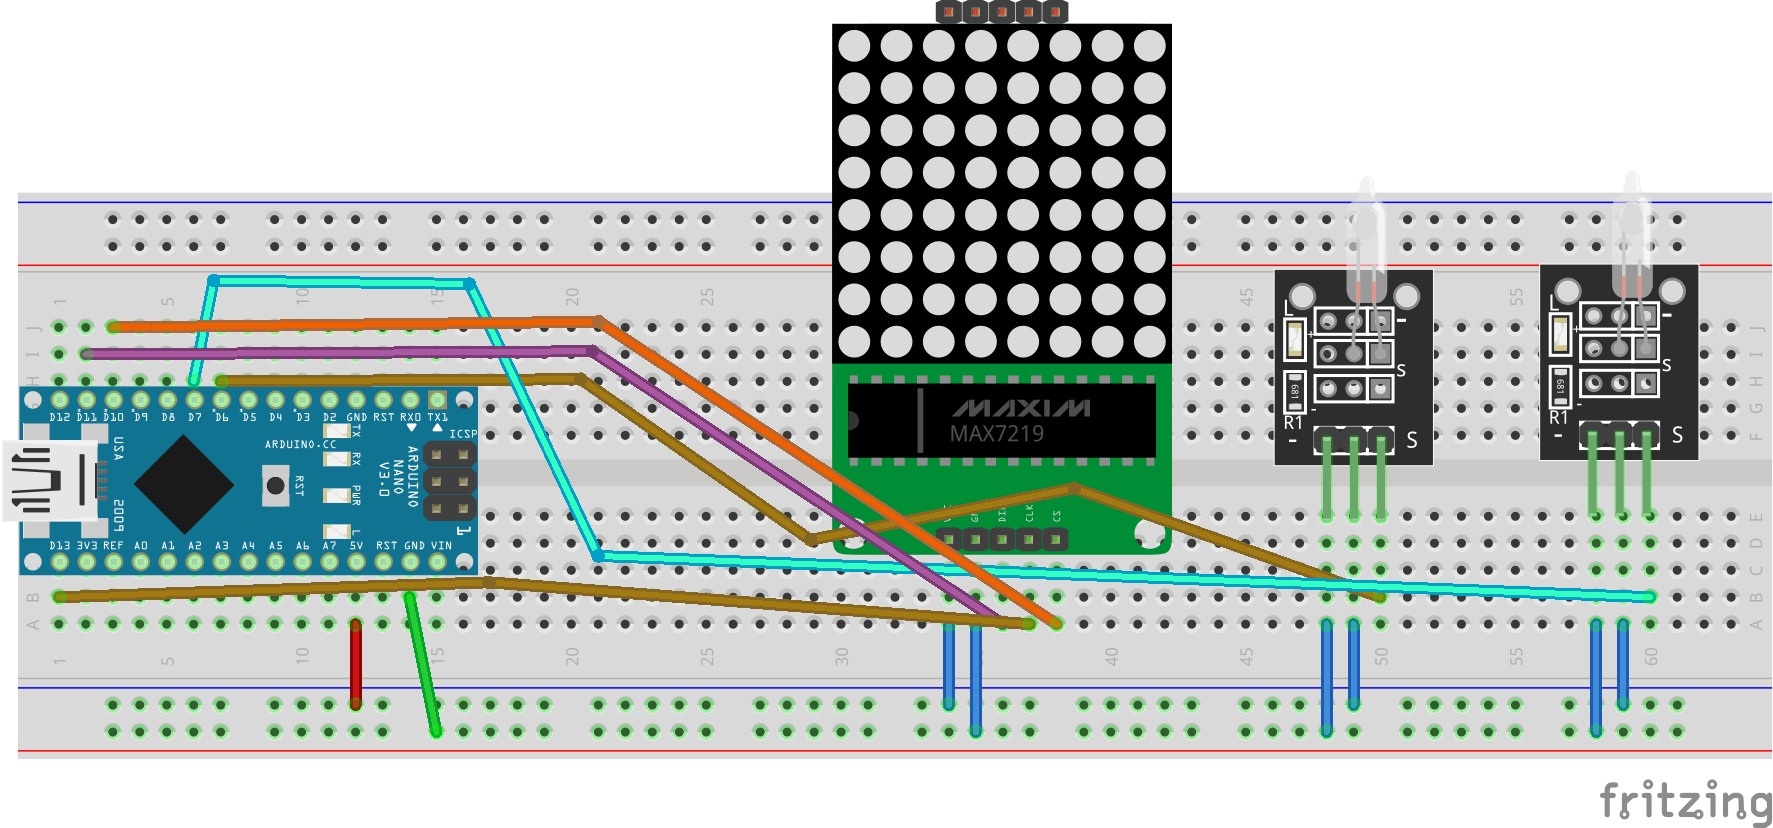 1 5 10 15 20 25 45 55
J
I
H
G
F
J
I
H
G
F
D12 D11 D10 D9 D8 D7 D6 D5 D4 D3 D2 GND RST RX0 TX1
TX
RX
PWR
L
ICSP
1
ARDUINO.CC
USA
2009
RST
ARDUINO
NANO
V3.0
D13 3V3 REF A0 A1 A2 A3 A4 A5 A6 A7 5V RST GND VIN
MAXIM
MAX7219
DIN
CLK
CS
L
+
-
S
681
R1
-
- S
L
+
-
S
681
R1
-
- S
E
D
C
B
A
B
A
1 5 10 15 20 25 30 40 45 50 55 60
fritzing